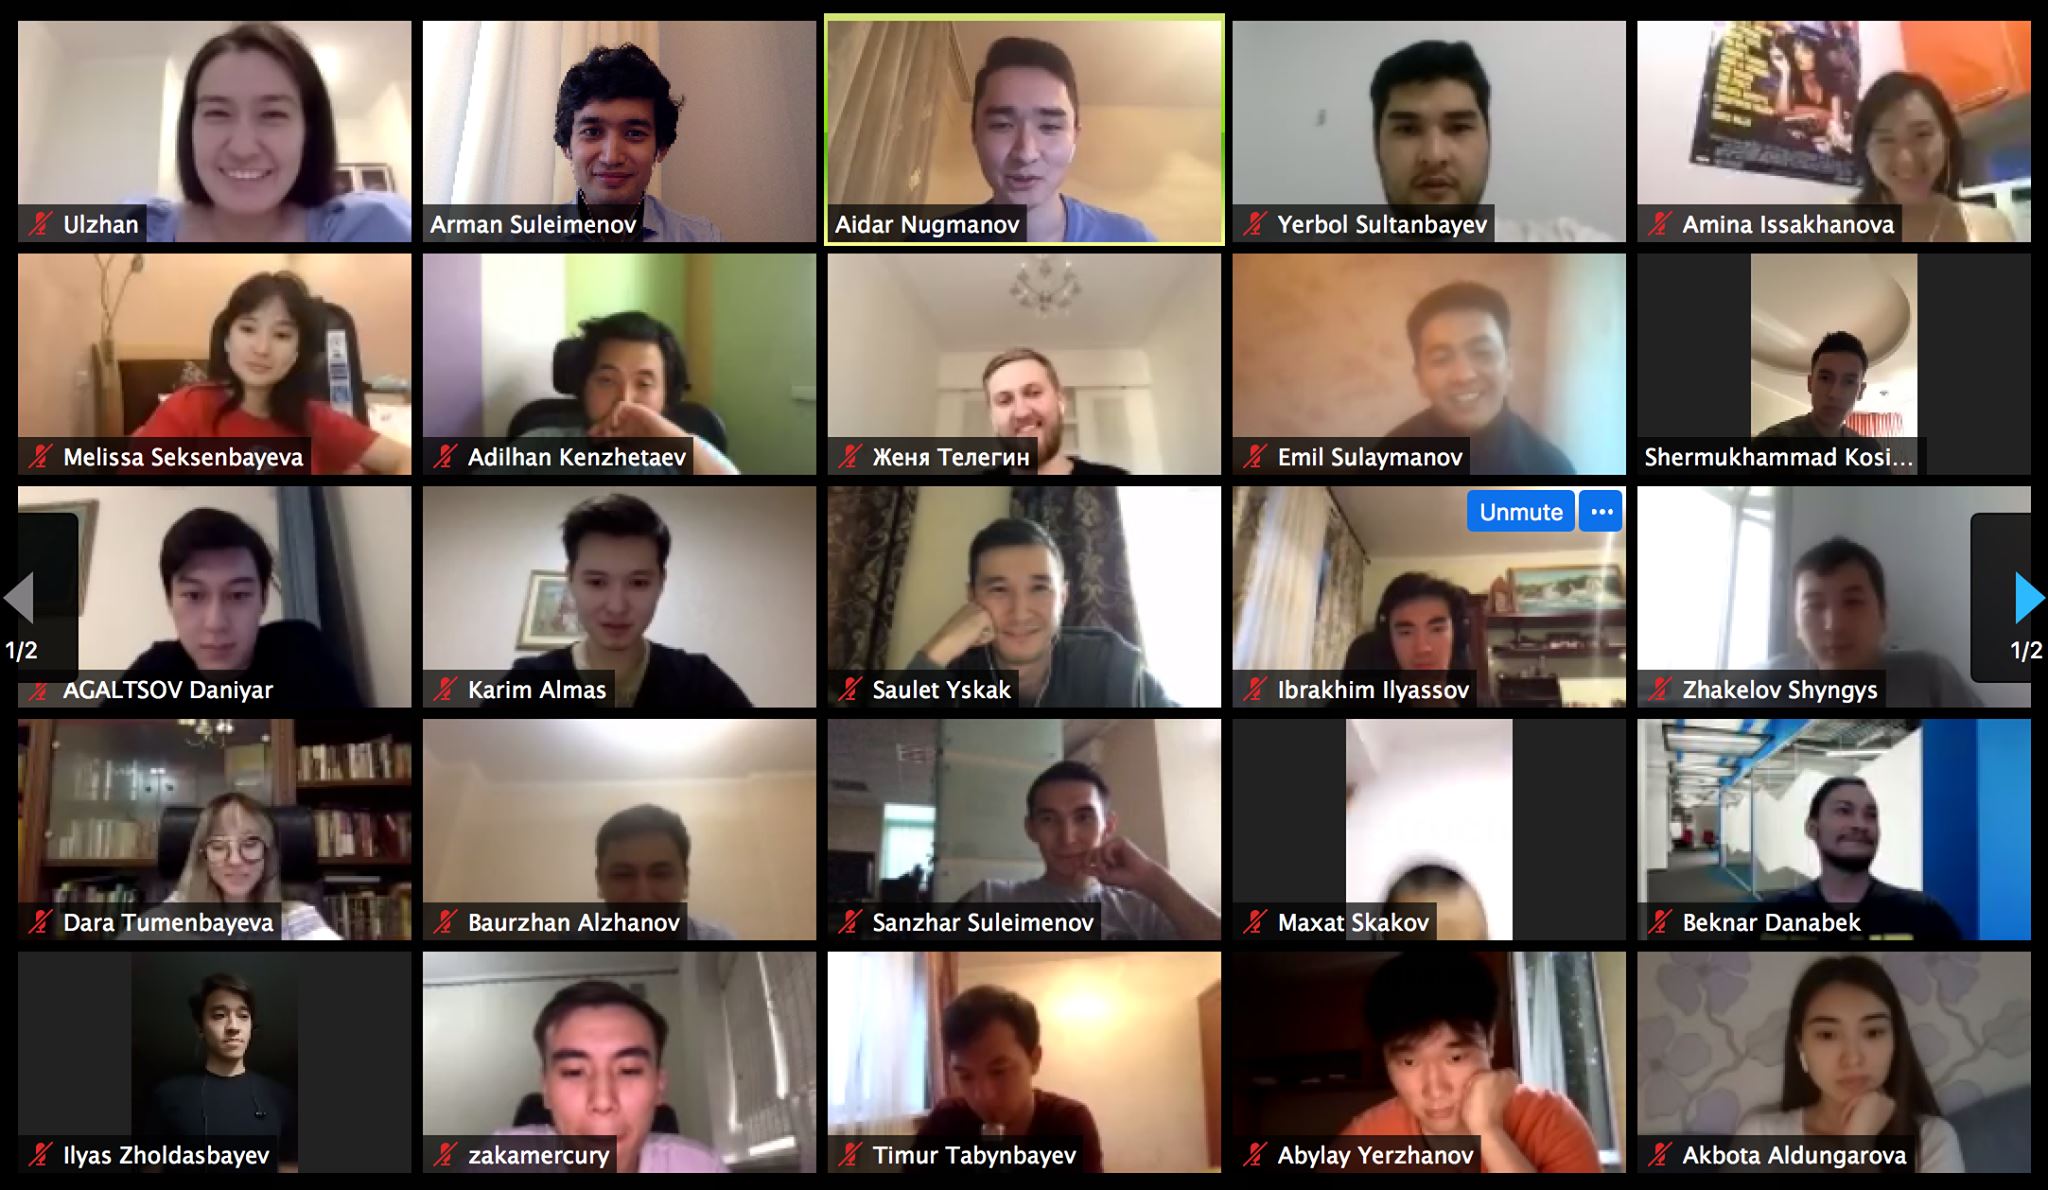 Ulzhan
Arman Suleimenov
Aidar Nugmanov
Yerbol Sultanbayev
Amina Issakhanova
Melissa Seksenbayeva
Adilhan Kenzhetaev
Женя Телегин
Emil Sulaymanov
Shermukhammad Kosi...
Unmute ...
AGALTSOV Daniyar
Karim Almas
Saulet Yskak
Ibrakhim Ilyassov
Zhakelov Shyngys
1/2
1/2
Dara Tumenbayeva
Baurzhan Alzhanov
Sanzhar Suleimenov
Maxat Skakov
Beknar Danabek
Ilyas Zholdasbayev
zakamercury
Timur Tabynbayev
Abylay Yerzhanov
Akbota Aldungarova